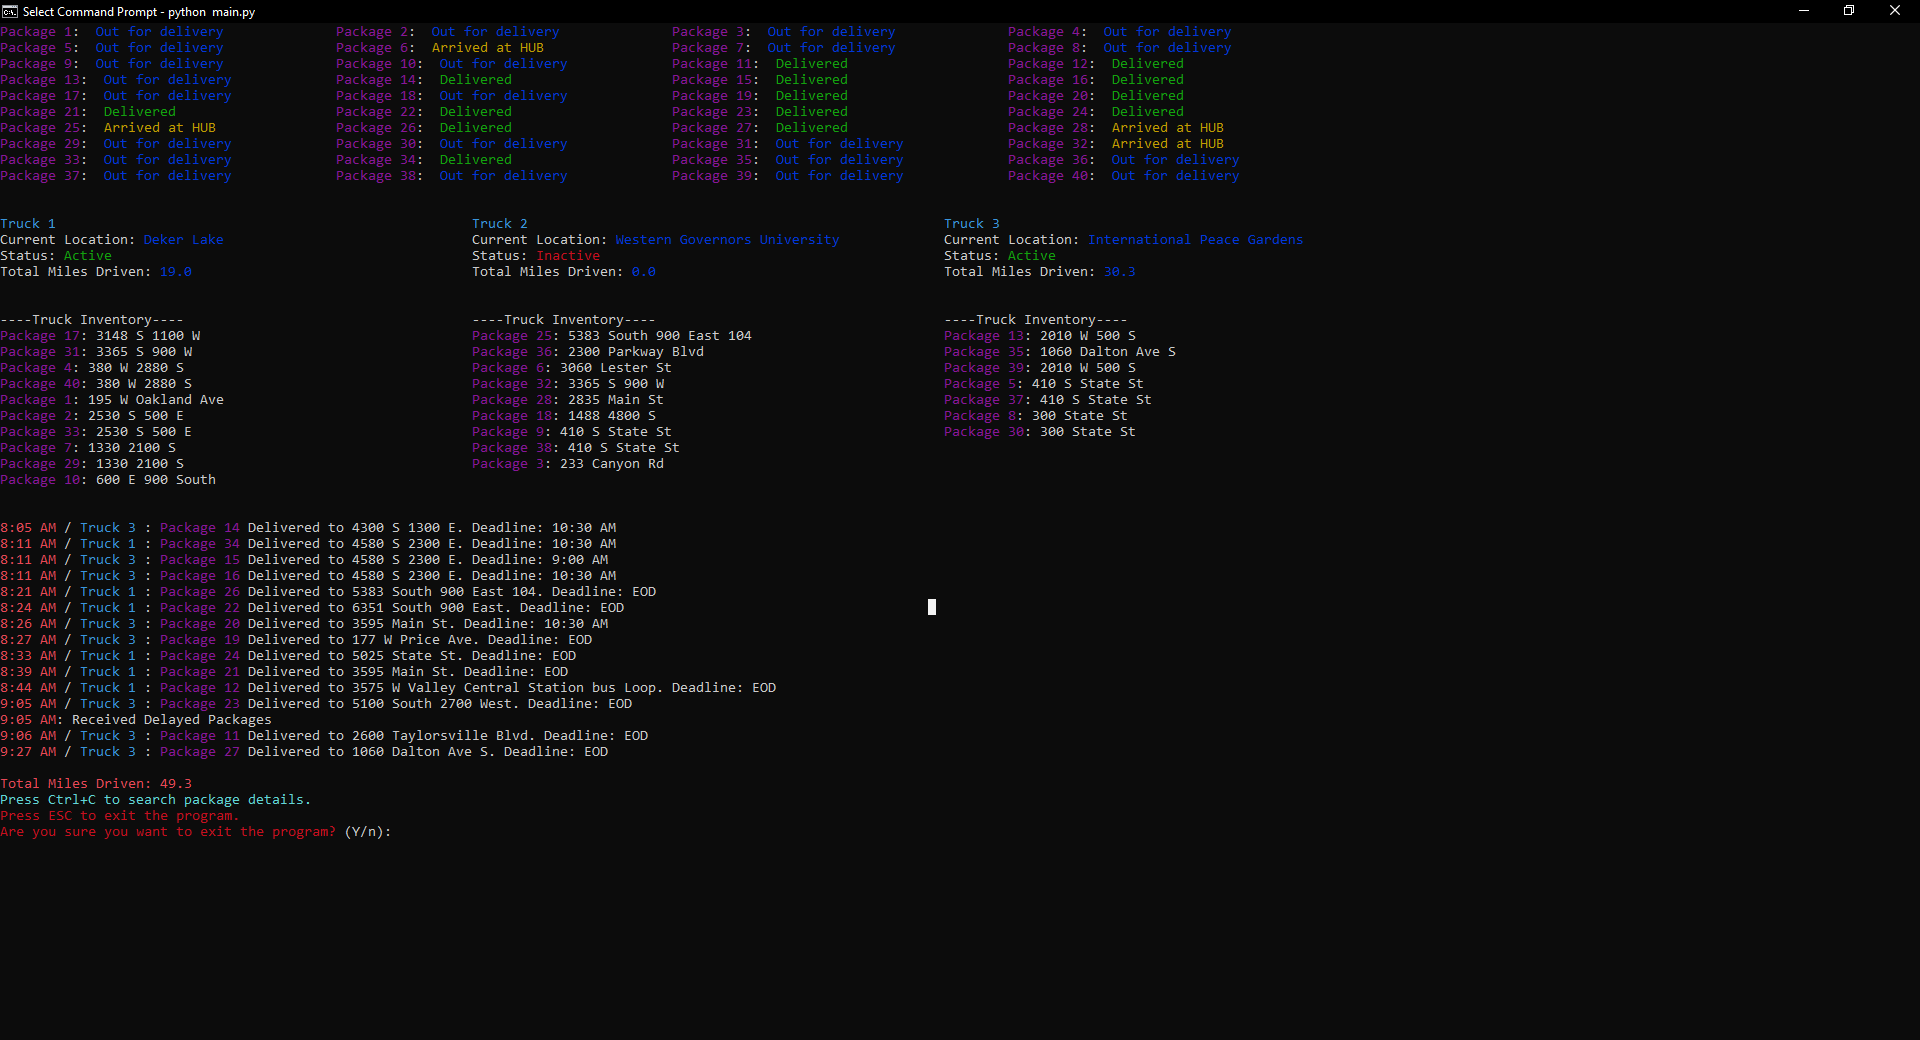 Select Command Prompt - python  main.py
Package 1:  Out for delivery Package 2:  Out for delivery Package 3:  Out for delivery Package 4:  Out for delivery
Package 5:  Out for delivery Package 6:  Arrived at HUB Package 7:  Out for delivery Package 8:  Out for delivery
Package 9:  Out for delivery Package 10:  Out for delivery Package 11:  Delivered Package 12:  Delivered
Package 13:  Out for delivery Package 14:  Delivered Package 15:  Delivered Package 16:  Delivered
Package 17:  Out for delivery Package 18:  Out for delivery Package 19:  Delivered Package 20:  Delivered
Package 21:  Delivered Package 22:  Delivered Package 23:  Delivered Package 24:  Delivered
Package 25:  Arrived at HUB Package 26:  Delivered Package 27:  Delivered Package 28:  Arrived at HUB
Package 29:  Out for delivery Package 30:  Out for delivery Package 31:  Out for delivery Package 32:  Arrived at HUB
Package 33:  Out for delivery Package 34:  Delivered Package 35:  Out for delivery Package 36:  Out for delivery
Package 37:  Out for delivery Package 38:  Out for delivery Package 39:  Out for delivery Package 40:  Out for delivery
Truck 1 Truck 2 Truck 3
Current Location: Deker Lake Current Location: Western Governors University Current Location: International Peace Gardens
Status: Active Status: Inactive Status: Active
Total Miles Driven: 19.0 Total Miles Driven: 0.0 Total Miles Driven: 30.3
----Truck Inventory---- ----Truck Inventory---- ----Truck Inventory----
Package 17: 3148 S 1100 W Package 25: 5383 South 900 East 104 Package 13: 2010 W 500 S
Package 31: 3365 S 900 W Package 36: 2300 Parkway Blvd Package 35: 1060 Dalton Ave S
Package 4: 380 W 2880 S Package 6: 3060 Lester St Package 39: 2010 W 500 S
Package 40: 380 W 2880 S Package 32: 3365 S 900 W Package 5: 410 S State St
Package 1: 195 W Oakland Ave Package 28: 2835 Main St Package 37: 410 S State St
Package 2: 2530 S 500 E Package 18: 1488 4800 S Package 8: 300 State St
Package 33: 2530 S 500 E Package 9: 410 S State St Package 30: 300 State St
Package 7: 1330 2100 S Package 38: 410 S State St
Package 29: 1330 2100 S Package 3: 233 Canyon Rd
Package 10: 600 E 900 South
8:05 AM / Truck 3 : Package 14 Delivered to 4300 S 1300 E. Deadline: 10:30 AM
8:11 AM / Truck 1 : Package 34 Delivered to 4580 S 2300 E. Deadline: 10:30 AM
8:11 AM / Truck 3 : Package 15 Delivered to 4580 S 2300 E. Deadline: 9:00 AM
8:11 AM / Truck 3 : Package 16 Delivered to 4580 S 2300 E. Deadline: 10:30 AM
8:21 AM / Truck 1 : Package 26 Delivered to 5383 South 900 East 104. Deadline: EOD
8:24 AM / Truck 1 : Package 22 Delivered to 6351 South 900 East. Deadline: EOD
8:26 AM / Truck 3 : Package 20 Delivered to 3595 Main St. Deadline: 10:30 AM
8:27 AM / Truck 3 : Package 19 Delivered to 177 W Price Ave. Deadline: EOD
8:33 AM / Truck 1 : Package 24 Delivered to 5025 State St. Deadline: EOD
8:39 AM / Truck 1 : Package 21 Delivered to 3595 Main St. Deadline: EOD
8:44 AM / Truck 1 : Package 12 Delivered to 3575 W Valley Central Station bus Loop. Deadline: EOD
9:05 AM / Truck 3 : Package 23 Delivered to 5100 South 2700 West. Deadline: EOD
9:05 AM: Received Delayed Packages
9:06 AM / Truck 3 : Package 11 Delivered to 2600 Taylorsville Blvd. Deadline: EOD
9:27 AM / Truck 3 : Package 27 Delivered to 1060 Dalton Ave S. Deadline: EOD
Total Miles Driven: 49.3
Press Ctrl+C to search package details.
Press ESC to exit the program.
Are you sure you want to exit the program? (Y/n):